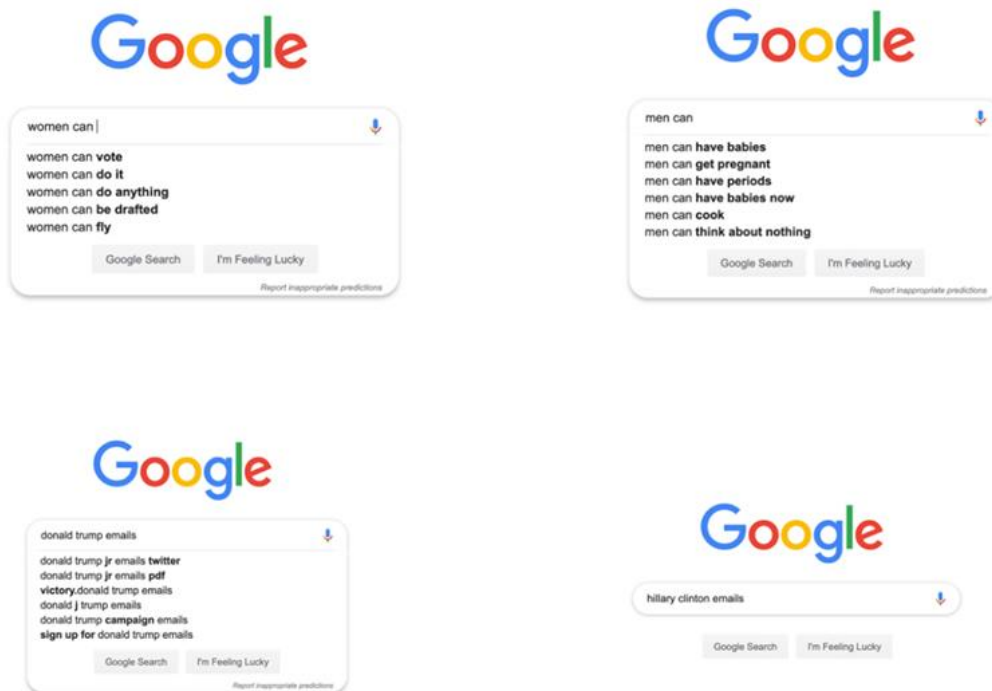 Google
women can
women can vote
women can do it
women can do anything
women can be drafted
women can fly
Google Search I'm Feeling Lucky
Report inappropriate predictions
Google
men can
men can have babies
men can get pregnant
men can have periods
men can have babies now
men can cook
men can think about nothing
Google Search I'm Feeling Lucky
Report inappropriate predictions
Google
donald trump emails
donald trump jr emails twitter
donald trump jr emails pdf
victory.donald trump emails
donald j trump emails
donald trump campaign emails
sign up for donald trump emails
Google Search I'm Feeling Lucky
Report inappropriate predictions
Google
hillary clinton emails
Google Search I'm Feeling Lucky